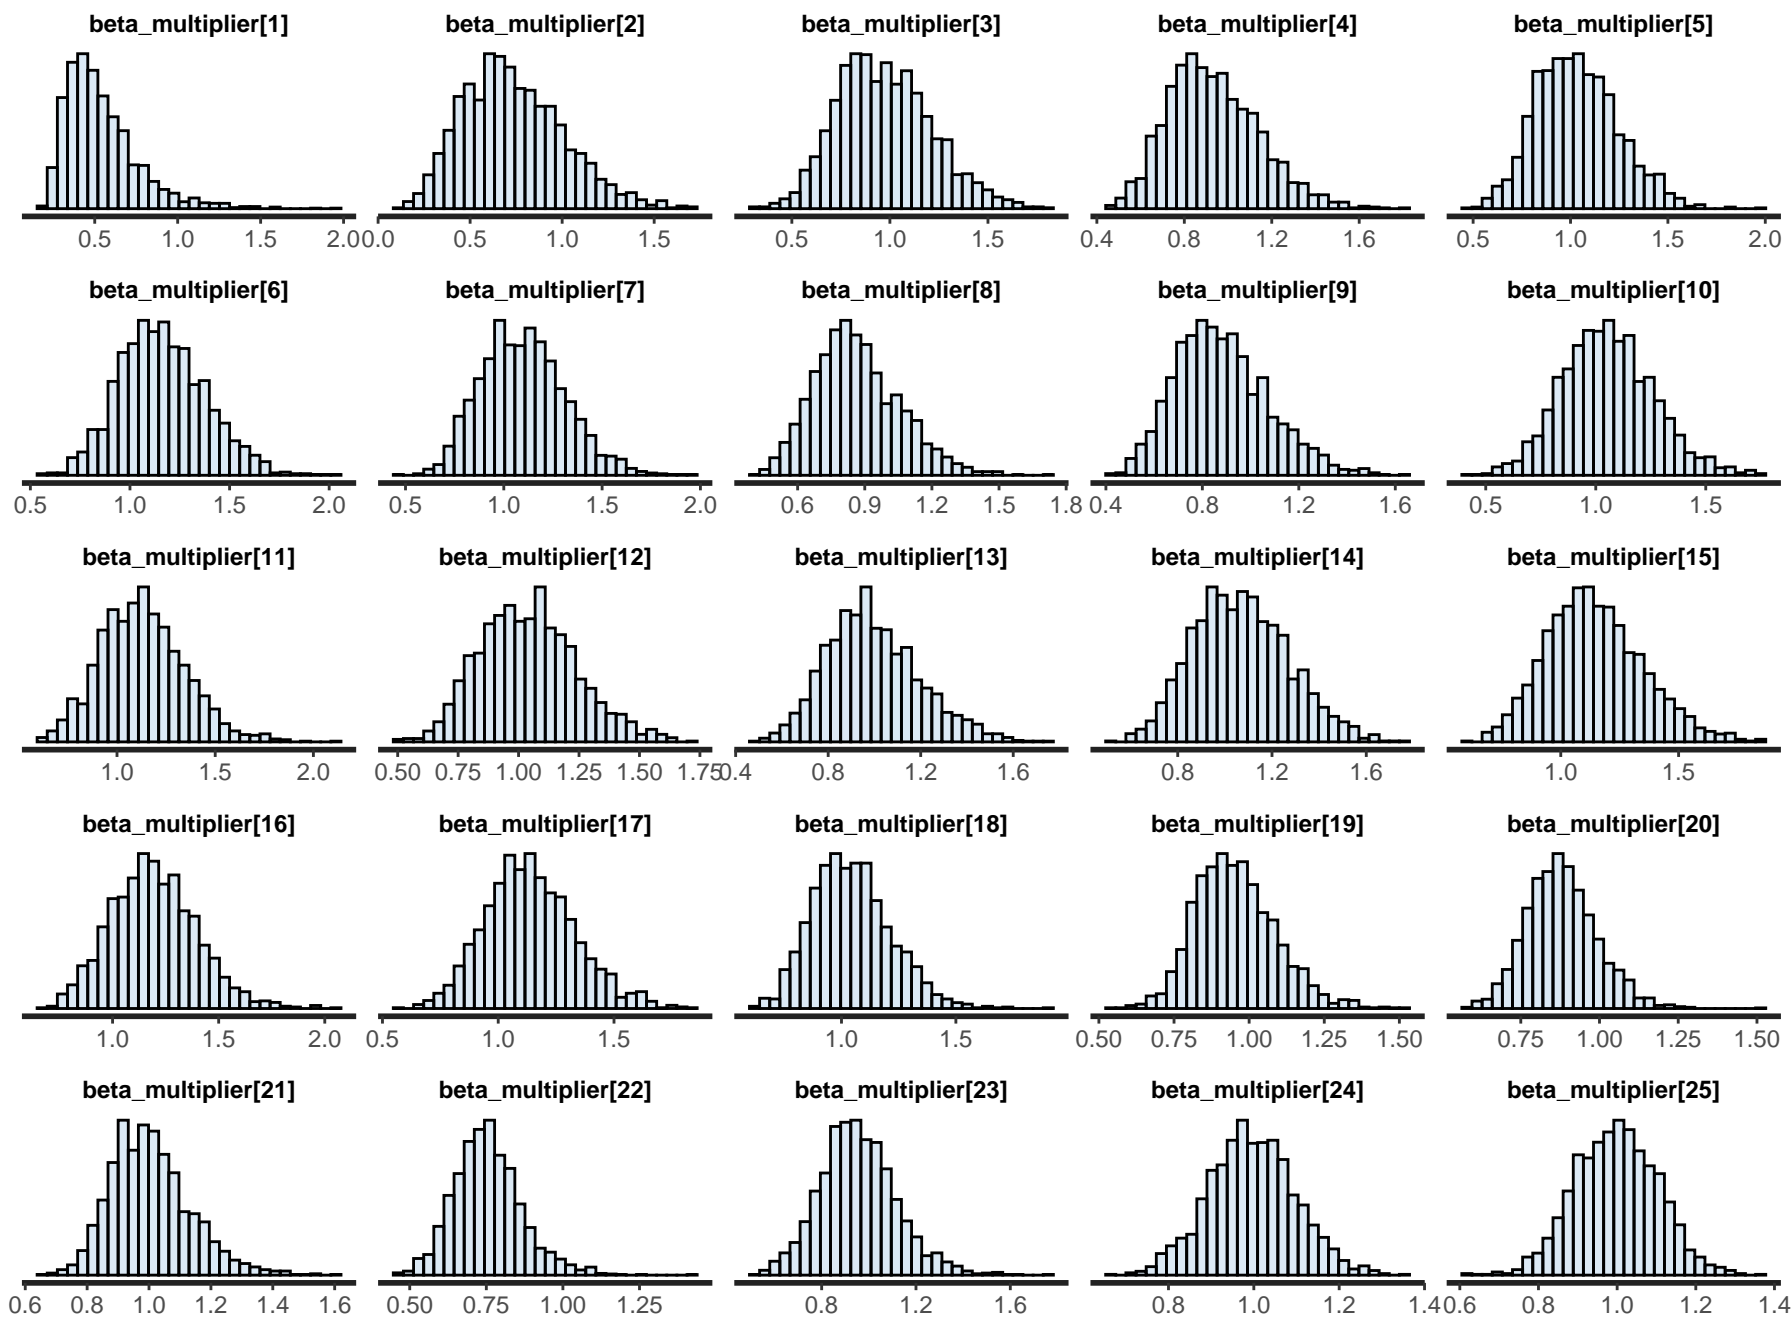 beta_multiplier[1] beta_multiplier[2] beta_multiplier[3] beta_multiplier[4] beta_multiplier[5]
0.5 1.0 1.5 2.0 0.0 0.5 1.0 1.5 0.5 1.0 1.5 0.4 0.8 1.2 1.6 0.5 1.0 1.5 2.0
beta_multiplier[6] beta_multiplier[7] beta_multiplier[8] beta_multiplier[9] beta_multiplier[10]
0.5 1.0 1.5 2.0 0.5 1.0 1.5 2.0 0.6 0.9 1.2 1.5 1.8 0.4 0.8 1.2 1.6 0.5 1.0 1.5
beta_multiplier[11] beta_multiplier[12] beta_multiplier[13] beta_multiplier[14] beta_multiplier[15]
1.0 1.5 2.0 0.50 0.75 1.00 1.25 1.50 1.75 0.4 0.8 1.2 1.6 0.8 1.2 1.6 1.0 1.5
beta_multiplier[16] beta_multiplier[17] beta_multiplier[18] beta_multiplier[19] beta_multiplier[20]
1.0 1.5 2.0 0.5 1.0 1.5 1.0 1.5 0.50 0.75 1.00 1.25 1.50 0.75 1.00 1.25 1.50
beta_multiplier[21] beta_multiplier[22] beta_multiplier[23] beta_multiplier[24] beta_multiplier[25]
0.6 0.8 1.0 1.2 1.4 1.6 0.50 0.75 1.00 1.25 0.8 1.2 1.6 0.8 1.0 1.2 1.4 0.6 0.8 1.0 1.2 1.4